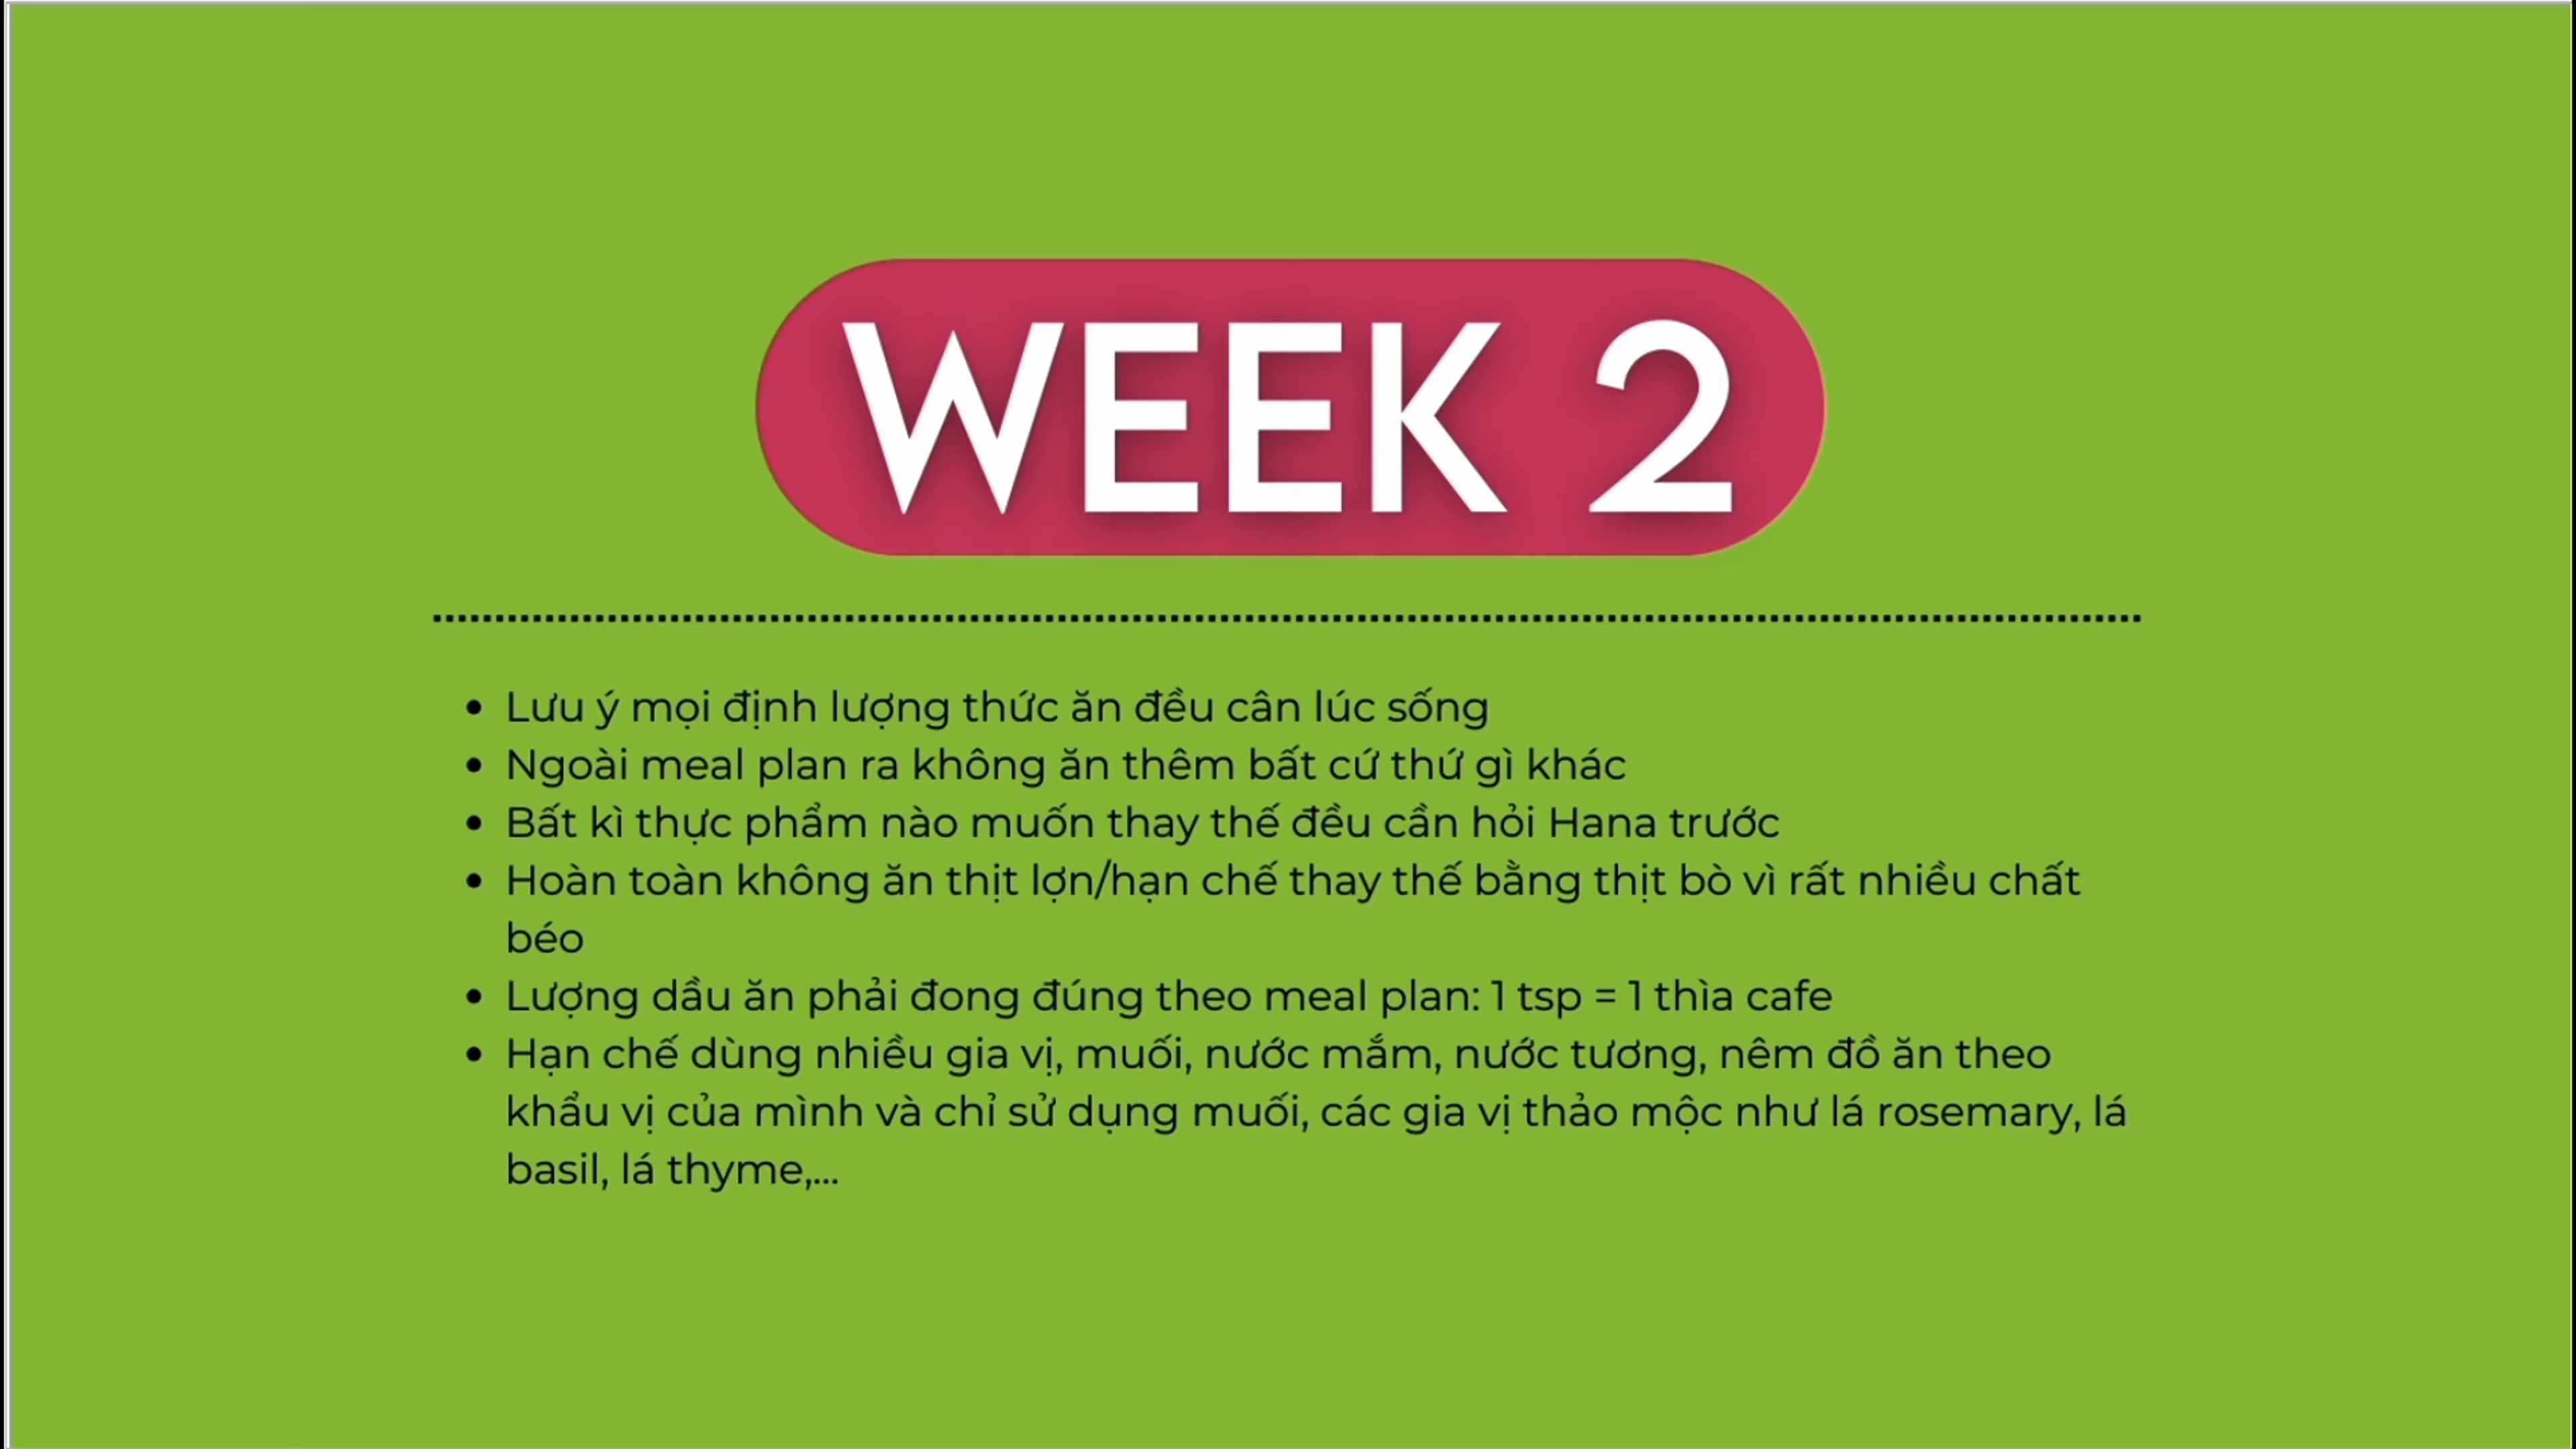 WEEK 2
• Lưu ý mọi định lượng thức ăn đều cân lúc sống
• Ngoài meal plan ra không ăn thêm bất cứ thứ gì khác
• Bất kì thực phẩm nào muốn thay thế đều cần hỏi Hana trước
• Hoàn toàn không ăn thịt lợn/hạn chế thay thế bằng thịt bò vì rất nhiều chất
béo
• Lượng dầu ăn phải đong đúng theo meal plan: 1 tsp = 1 thìa cafe
• Hạn chế dùng nhiều gia vị, muối, nước mắm, nước tương, nêm đồ ăn theo
khẩu vị của mình và chỉ sử dụng muối, các gia vị thảo mộc như lá rosemary, lá
basil, lá thyme,...